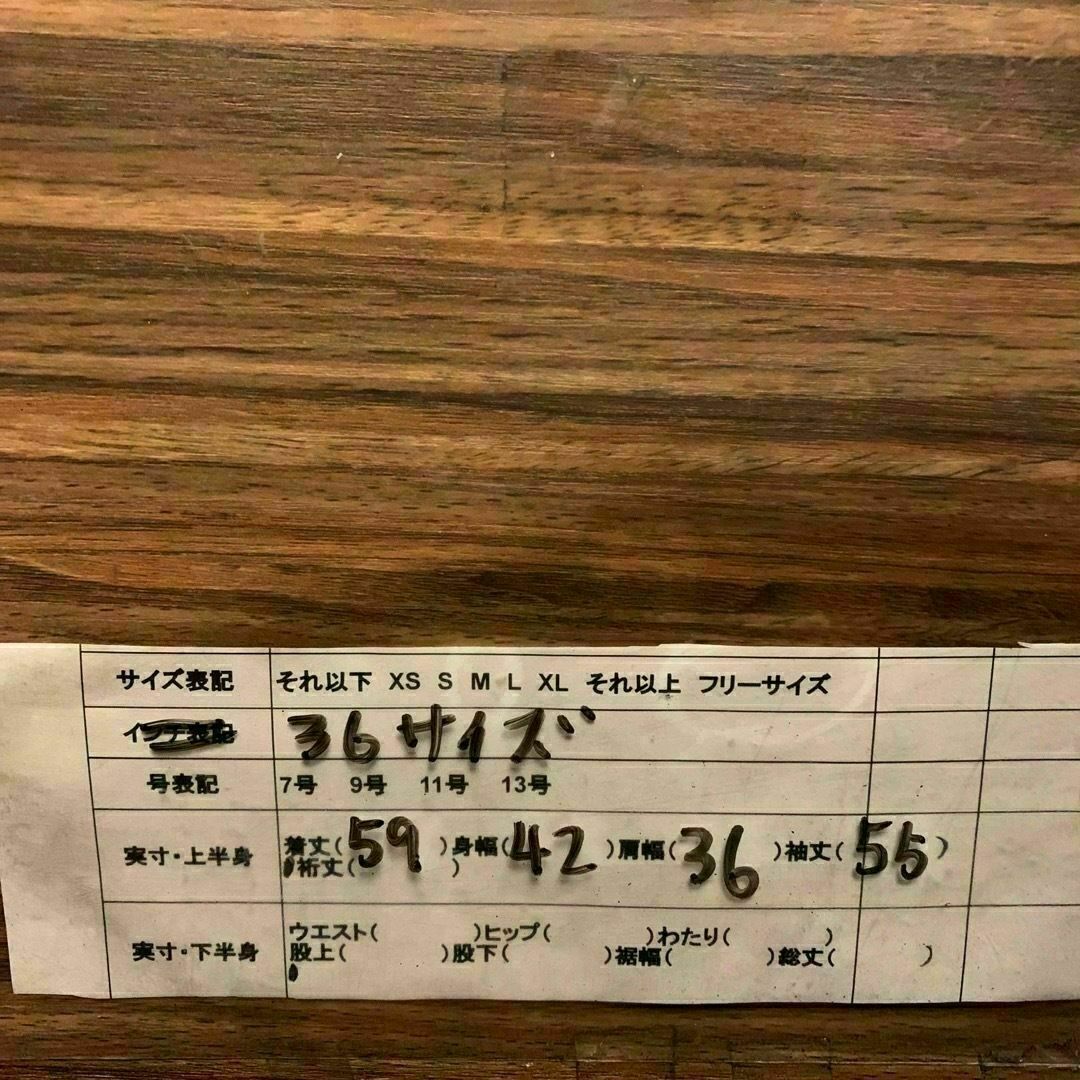 サイズ表記 それ以下 XS S M L XL それ以上 フリーサイズ
インチ表記 36サイズ
号表記 7号 9号 11号 13号
実寸・上半身 着丈(59)身幅(42)肩幅(36)袖丈(55)
裄丈( )
実寸・下半身 ウエスト( )ヒップ( )わたり( )
股上( )股下( )裾幅( )総丈( )